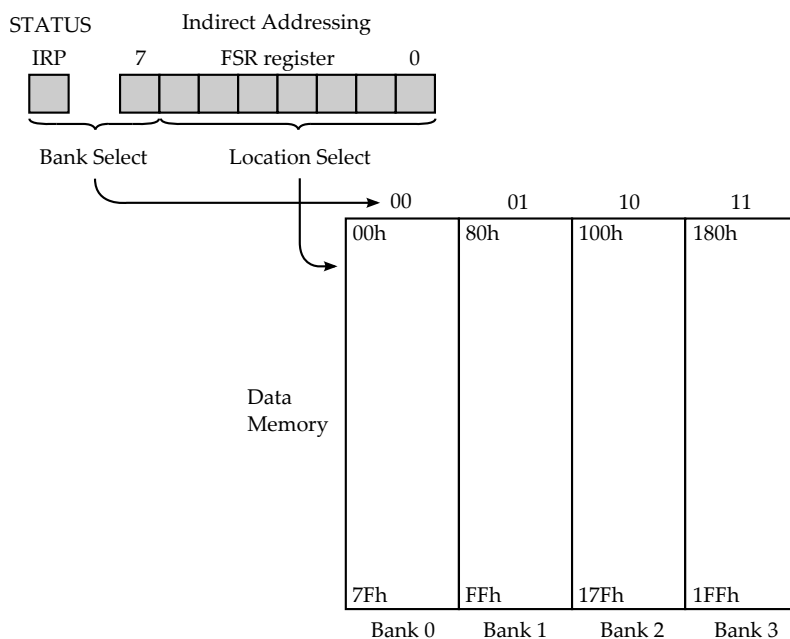 STATUS Indirect Addressing
IRP 7 FSR register 0
Bank Select Location Select
00 01 10 11
00h 80h 100h 180h
Data
Memory
7Fh FFh 17Fh 1FFh
Bank 0 Bank 1 Bank 2 Bank 3